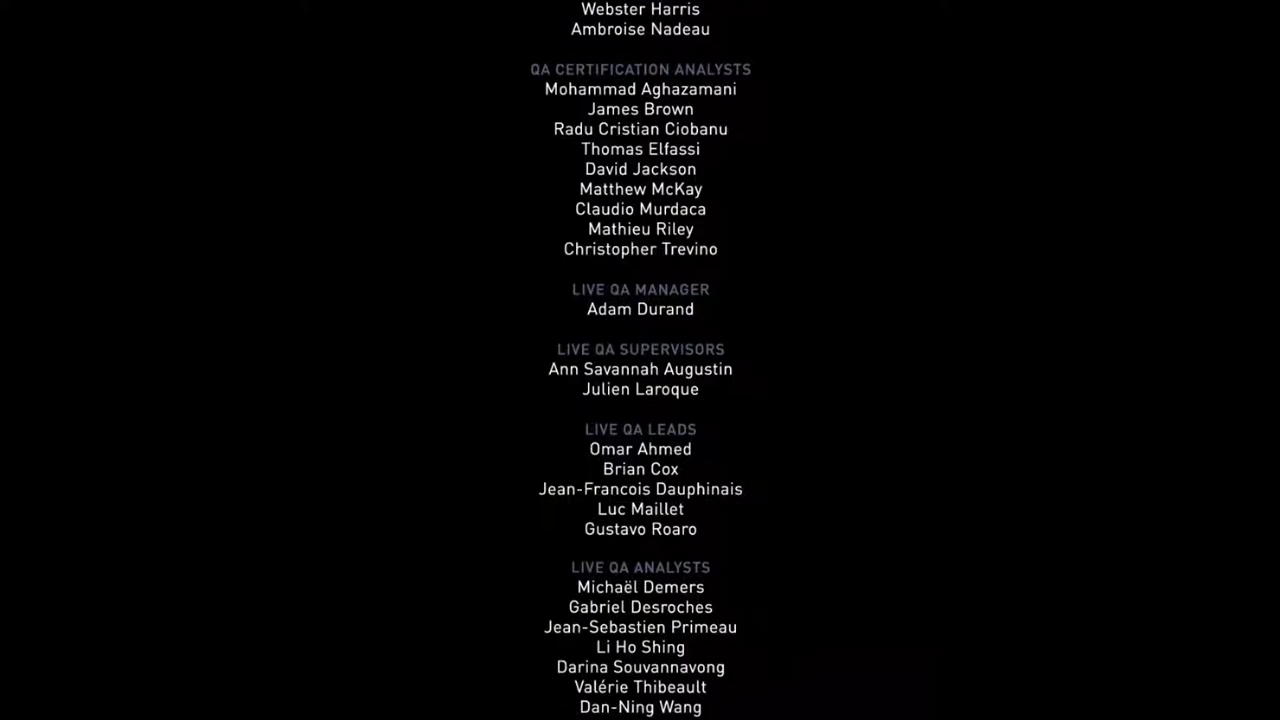 Webster Harris
Ambroise Nadeau
QA CERTIFICATION ANALYSTS
Mohammad Aghazamani
James Brown
Radu Cristian Ciobanu
Thomas Elfassi
David Jackson
Matthew McKay
Claudio Murdaca
Mathieu Riley
Christopher Trevino
LIVE QA MANAGER
Adam Durand
LIVE QA SUPERVISORS
Ann Savannah Augustin
Julien Laroque
LIVE QA LEADS
Omar Ahmed
Brian Cox
Jean-Francois Dauphinais
Luc Maillet
Gustavo Roaro
LIVE QA ANALYSTS
Michaël Demers
Gabriel Desroches
Jean-Sebastien Primeau
Li Ho Shing
Darina Souvannavong
Valérie Thibeault
Dan-Ning Wang